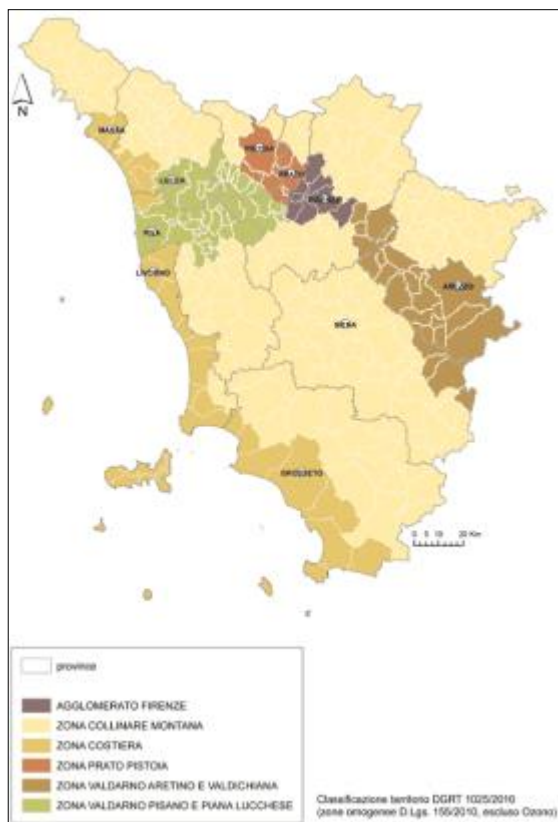 N
MASSA
PISTOIA
LUCCA
PRATO
FIRENZE
PISA
LIVORNO
AREZZO
SIENA
GROSSETO
0 5 10 20 Km
province
AGGLOMERATO FIRENZE
ZONA COLLINARE MONTANA
ZONA COSTIERA
ZONA PRATO PISTOIA
ZONA VALDARNO ARETINO E VALDICHIANA
ZONA VALDARNO PISANO E PIANA LUCCHESE
Classificazione territorio DGRT 1025/2010
(zone omogenee D.Lgs. 155/2010, escluso Ozono)